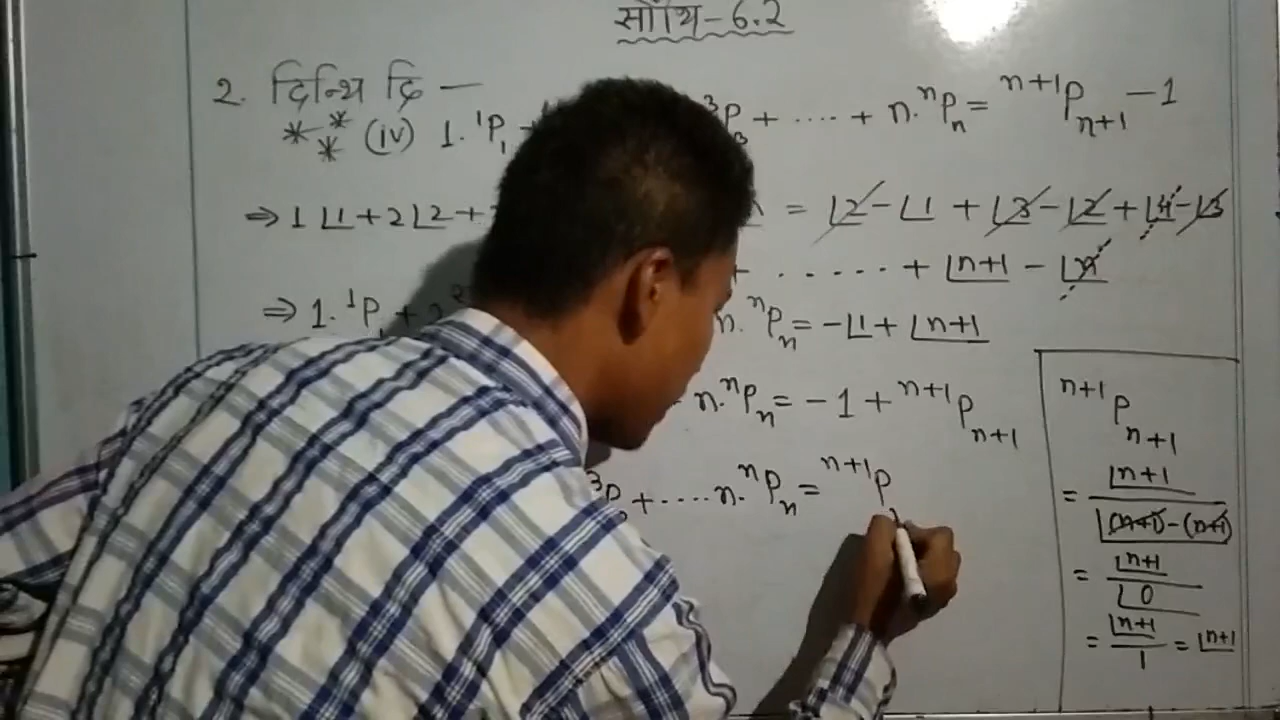 सोंथि-6.2
2. दिन्थि दि —
(iv) 1.¹P₁ + ³P₃ + .... + n.ⁿPₙ = ⁿ⁺¹Pₙ₊₁ - 1
⇒ 1 ⌊1 + 2⌊2 + = ⌊2 - ⌊1 + ⌊3 - ⌊2 + ⌊4 - ⌊3
+ ...... + ⌊n+1 - ⌊n
⇒ 1.¹P₁ + 2 n.ⁿPₙ = -⌊1 + ⌊n+1
n.ⁿPₙ = -1 + ⁿ⁺¹Pₙ₊₁
³P + .... n.ⁿPₙ = ⁿ⁺¹P
ⁿ⁺¹Pₙ₊₁
= ⌊n+1 / ⌊(n+1)-(n+1)
= ⌊n+1 / ⌊0
= ⌊n+1 / 1 = ⌊n+1